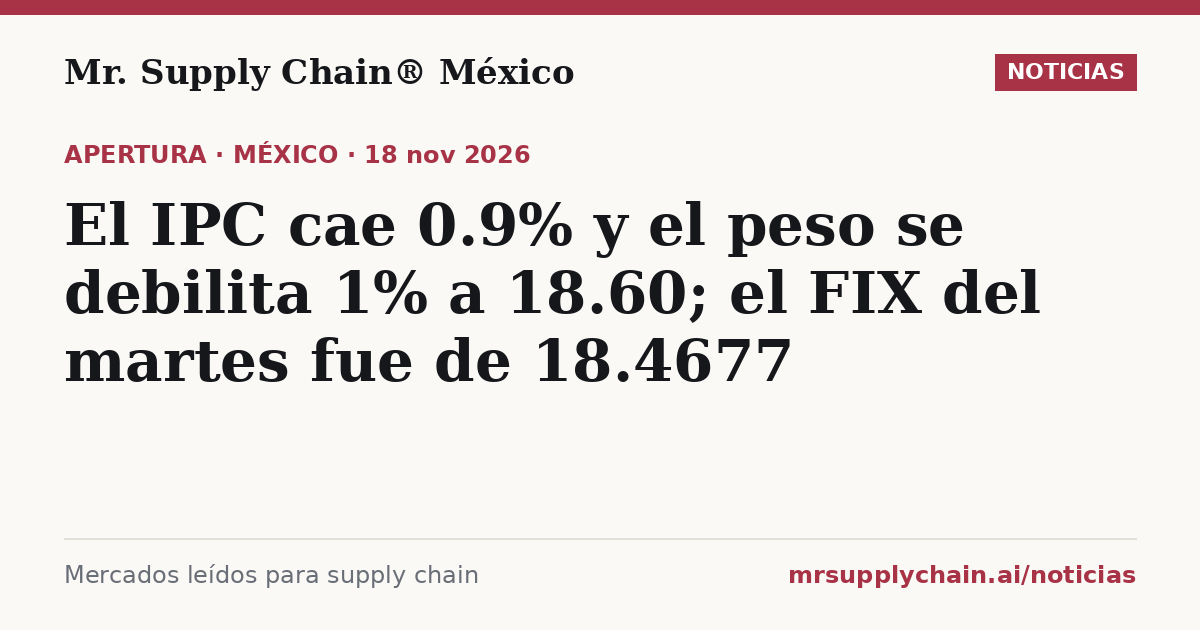 Mr. Supply Chain® México
NOTICIAS
APERTURA · MÉXICO · 18 nov 2026
El IPC cae 0.9% y el peso se
debilita 1% a 18.60; el FIX del
martes fue de 18.4677
Mercados leídos para supply chain
mrsupplychain.ai/noticias